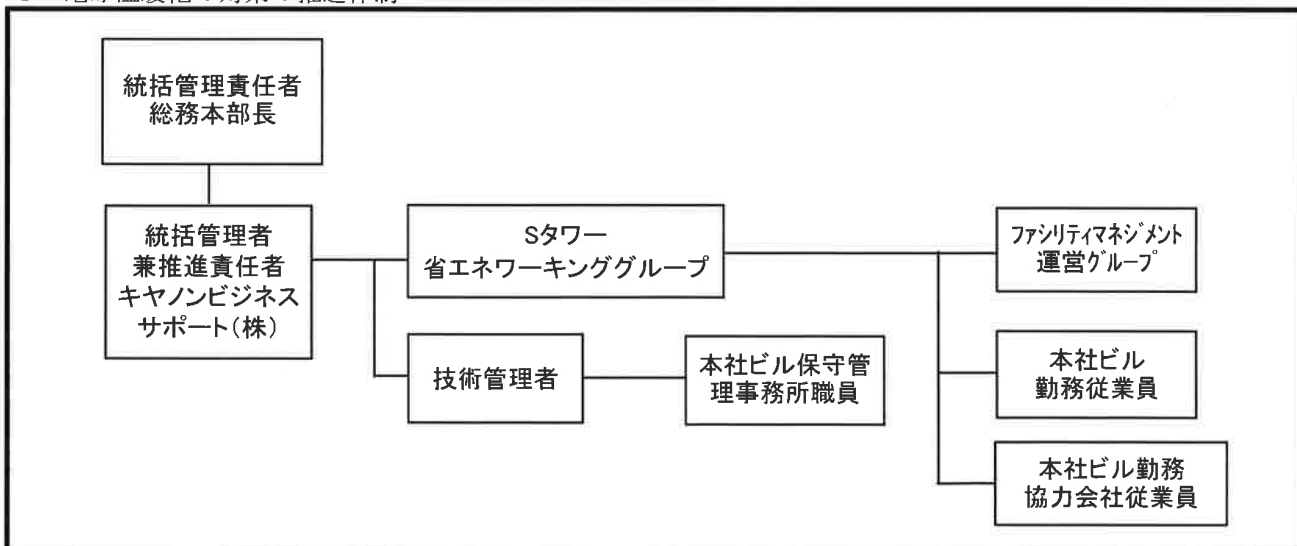 統括管理責任者
総務本部長
統括管理者
兼推進責任者
キヤノンビジネス
サポート(株)
Sタワー
省エネワーキンググループ
技術管理者
本社ビル保守管
理事務所職員
ファシリティマネジメント
運営グループ
本社ビル
勤務従業員
本社ビル勤務
協力会社従業員